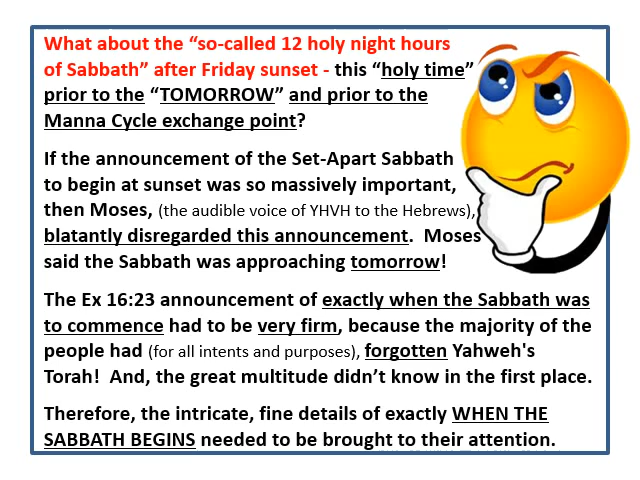 What about the “so-called 12 holy night hours
of Sabbath” after Friday sunset - this “holy time”
prior to the “TOMORROW” and prior to the
Manna Cycle exchange point?
If the announcement of the Set-Apart Sabbath
to begin at sunset was so massively important,
then Moses, (the audible voice of YHVH to the Hebrews),
blatantly disregarded this announcement.  Moses
said the Sabbath was approaching tomorrow!
The Ex 16:23 announcement of exactly when the Sabbath was
to commence had to be very firm, because the majority of the
people had (for all intents and purposes), forgotten Yahweh's
Torah!  And, the great multitude didn’t know in the first place.
Therefore, the intricate, fine details of exactly WHEN THE
SABBATH BEGINS needed to be brought to their attention.